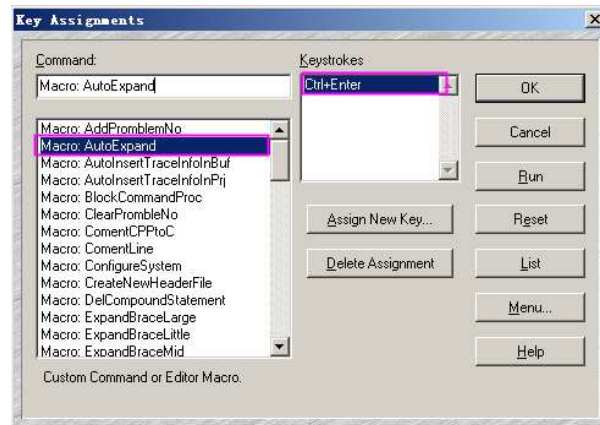 Key Assignments
Command:
Macro: AutoExpand
Macro: AddPromblemNo
Macro: AutoExpand
Macro: AutoInsertTraceInfoInBuf
Macro: AutoInsertTraceInfoInPrj
Macro: BlockCommandProc
Macro: ClearPrombleNo
Macro: ComentCPPtoC
Macro: ComentLine
Macro: ConfigureSystem
Macro: CreateNewHeaderFile
Macro: DelCompoundStatement
Macro: ExpandBraceLarge
Macro: ExpandBraceLittle
Macro: ExpandBraceMid
Custom Command or Editor Macro.
Keystrokes
Ctrl+Enter
Assign New Key...
Delete Assignment
OK
Cancel
Run
Reset
List
Menu...
Help